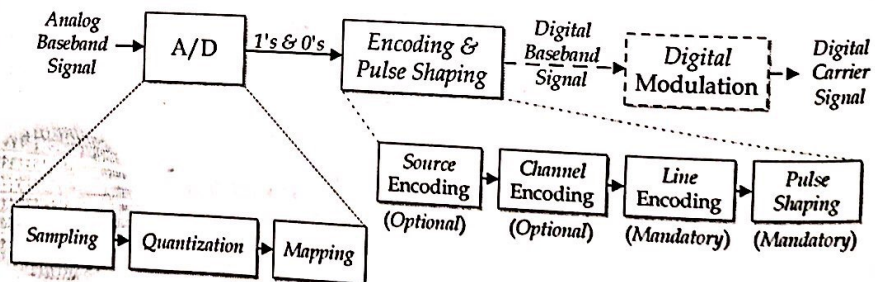 Analog
Baseband
Signal
A/D
1's & 0's
Encoding &
Pulse Shaping
Digital
Baseband
Signal
Digital
Modulation
Digital
Carrier
Signal
Source
Encoding
(Optional)
Channel
Encoding
(Optional)
Line
Encoding
(Mandatory)
Pulse
Shaping
(Mandatory)
Sampling
Quantization
Mapping